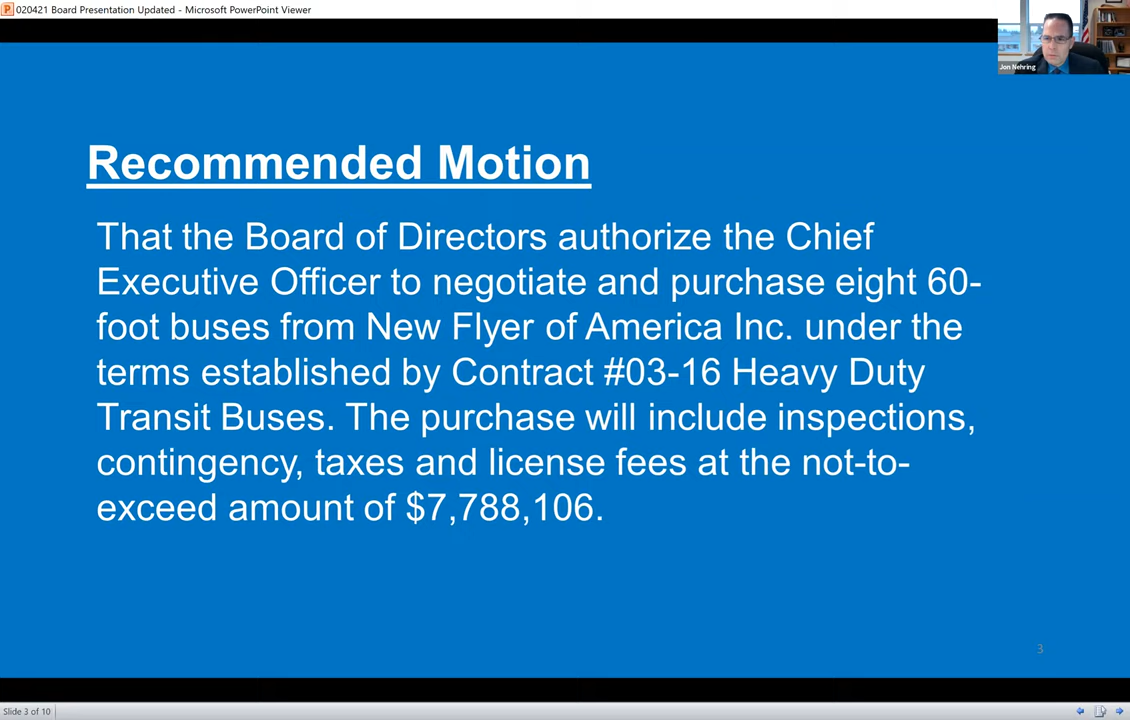 020421 Board Presentation Updated - Microsoft PowerPoint Viewer
Jon Nehring
Recommended Motion
That the Board of Directors authorize the Chief
Executive Officer to negotiate and purchase eight 60-
foot buses from New Flyer of America Inc. under the
terms established by Contract #03-16 Heavy Duty
Transit Buses. The purchase will include inspections,
contingency, taxes and license fees at the not-to-
exceed amount of $7,788,106.
3
Slide 3 of 10